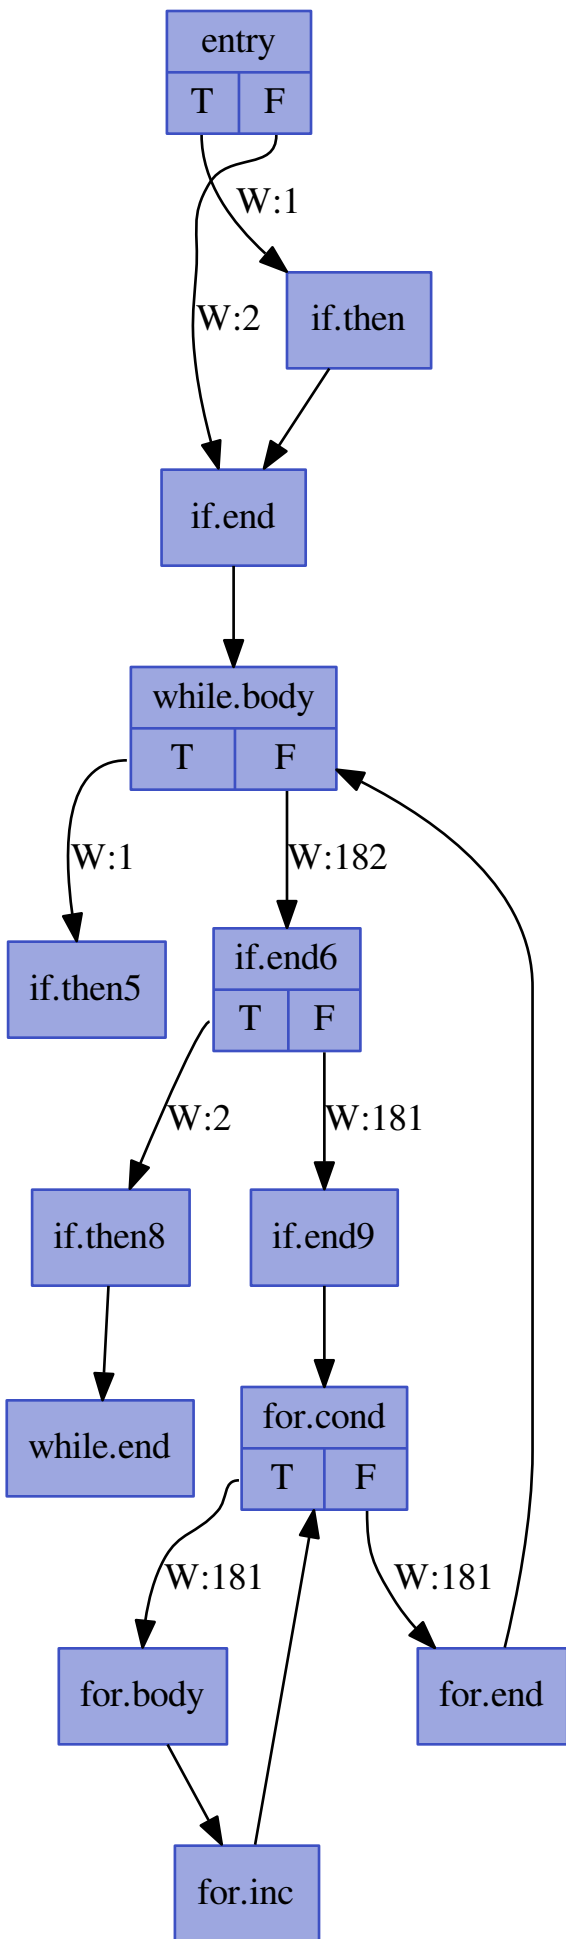 entry
T F
W:1
if.then
W:2
if.end
while.body
T F
W:1
W:182
if.end6
T F
if.then5
W:2
W:181
if.then8
if.end9
for.cond
T F
while.end
W:181
W:181
for.body
for.end
for.inc